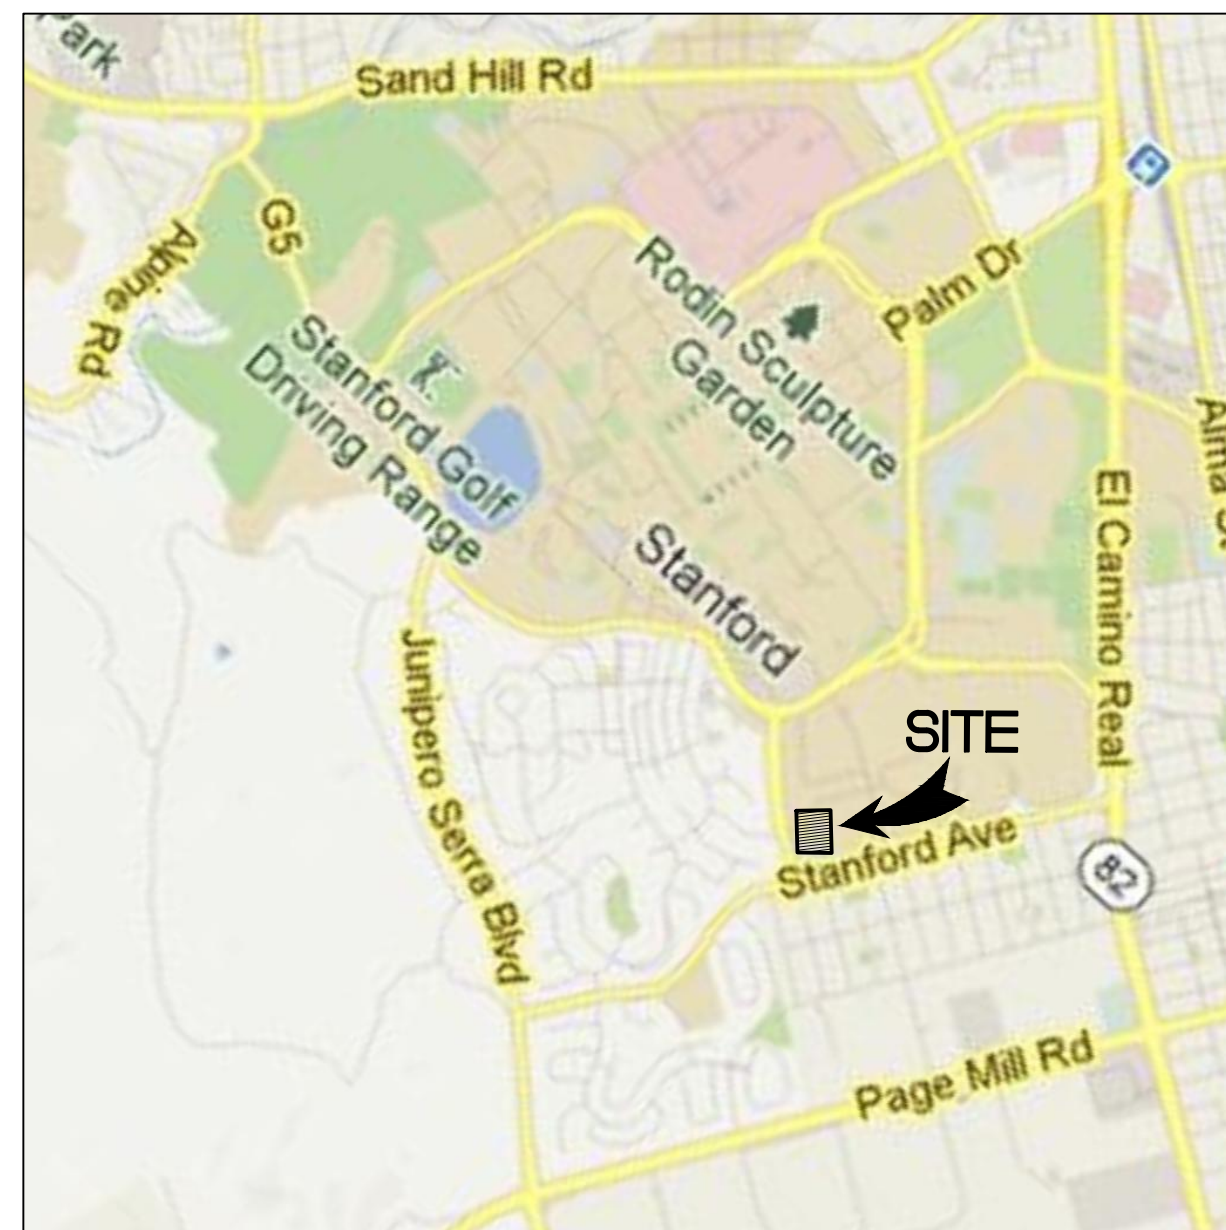 Park
Sand Hill Rd
G5
Alpine Rd
Rodin Sculpture
Garden
Palm Dr
Stanford Golf
Driving Range
Stanford
El Camino Real
Alma
Junipero Serra Blvd
SITE
Stanford Ave
82
Page Mill Rd